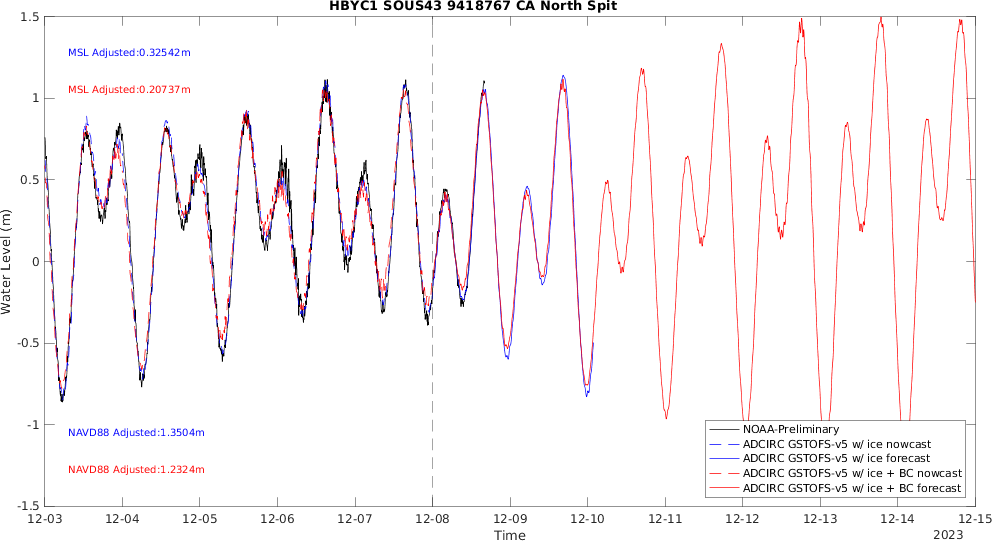 HBYC1 SOUS43 9418767 CA North Spit
1.5
MSL Adjusted:0.32542m
MSL Adjusted:0.20737m
1
0.5
0
-0.5
-1
-1.5
Water Level (m)
NAVD88 Adjusted:1.3504m
NAVD88 Adjusted:1.2324m
NOAA-Preliminary
ADCIRC GSTOFS-v5 w/ ice nowcast
ADCIRC GSTOFS-v5 w/ ice forecast
ADCIRC GSTOFS-v5 w/ ice + BC nowcast
ADCIRC GSTOFS-v5 w/ ice + BC forecast
12-03 12-04 12-05 12-06 12-07 12-08 12-09 12-10 12-11 12-12 12-13 12-14 12-15
Time
2023